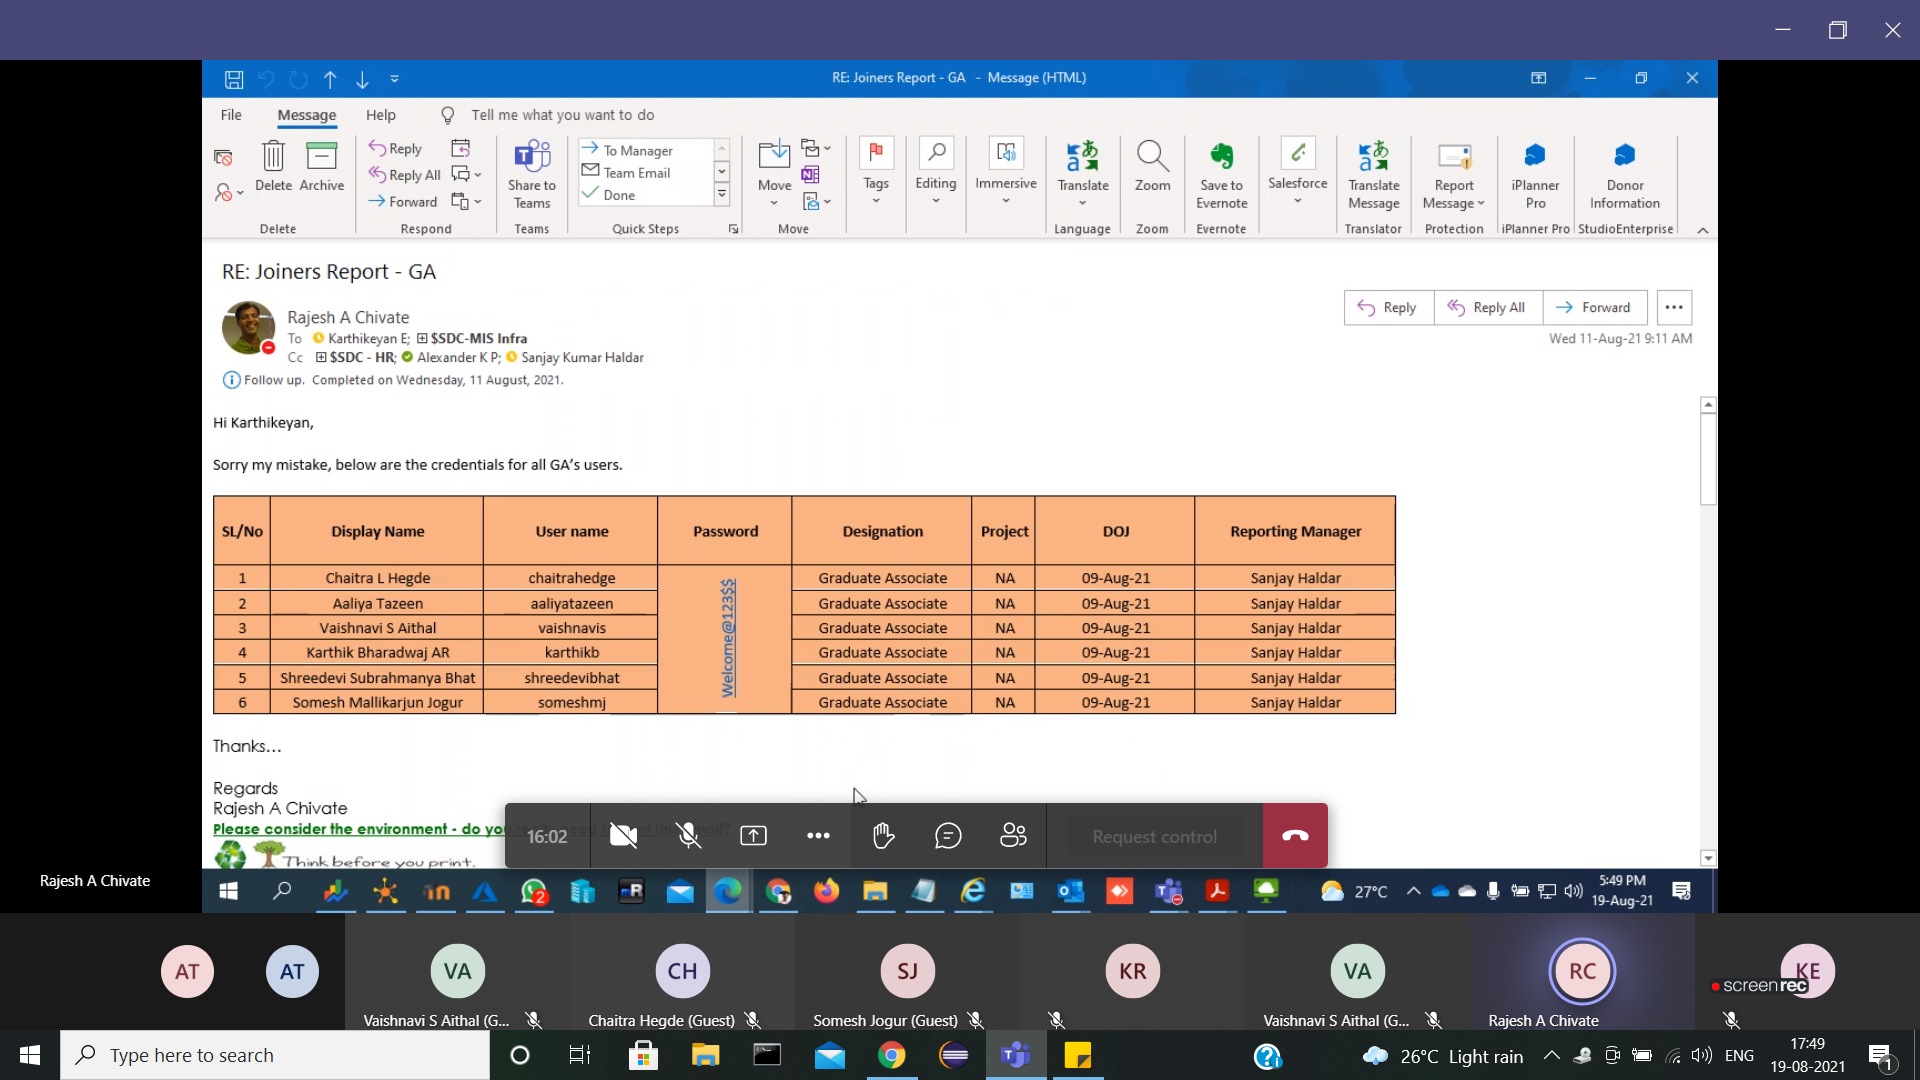 RE: Joiners Report - GA - Message (HTML)
File Message Help Tell me what you want to do
Delete Archive
Reply
Reply All
Forward
Share to Teams
To Manager
Team Email
Done
Move
Tags
Editing
Immersive
Translate
Zoom
Save to Evernote
Salesforce
Translate Message
Report Message
iPlanner Pro
Donor Information
Delete Respond Teams Quick Steps Move Language Zoom Evernote Translator Protection iPlanner Pro StudioEnterprise
RE: Joiners Report - GA
Rajesh A Chivate
To Karthikeyan E; $SDC-MIS Infra
Cc $SDC - HR; Alexander K P; Sanjay Kumar Haldar
Reply Reply All Forward
Wed 11-Aug-21 9:11 AM
Follow up. Completed on Wednesday, 11 August, 2021.
Hi Karthikeyan,
Sorry my mistake, below are the credentials for all GA's users.
SL/No Display Name User name Password Designation Project DOJ Reporting Manager
1 Chaitra L Hegde chaitrahedge Graduate Associate NA 09-Aug-21 Sanjay Haldar
2 Aaliya Tazeen aaliyatazeen Graduate Associate NA 09-Aug-21 Sanjay Haldar
3 Vaishnavi S Aithal vaishnavis Graduate Associate NA 09-Aug-21 Sanjay Haldar
4 Karthik Bharadwaj AR karthikb Graduate Associate NA 09-Aug-21 Sanjay Haldar
5 Shreedevi Subrahmanya Bhat shreedevibhat Graduate Associate NA 09-Aug-21 Sanjay Haldar
6 Somesh Mallikarjun Jogur someshmj Graduate Associate NA 09-Aug-21 Sanjay Haldar
Welcome@123$$
Thanks...
Regards
Rajesh A Chivate
Please consider the environment - do you
Think before you print.
16:02
Request control
Rajesh A Chivate
27°C
5:49 PM
19-Aug-21
AT AT VA CH SJ KR VA RC KE
screenrec
Vaishnavi S Aithal (G... Chaitra Hegde (Guest) Somesh Jogur (Guest) Vaishnavi S Aithal (G... Rajesh A Chivate
Type here to search
26°C Light rain
ENG
17:49
19-08-2021
1